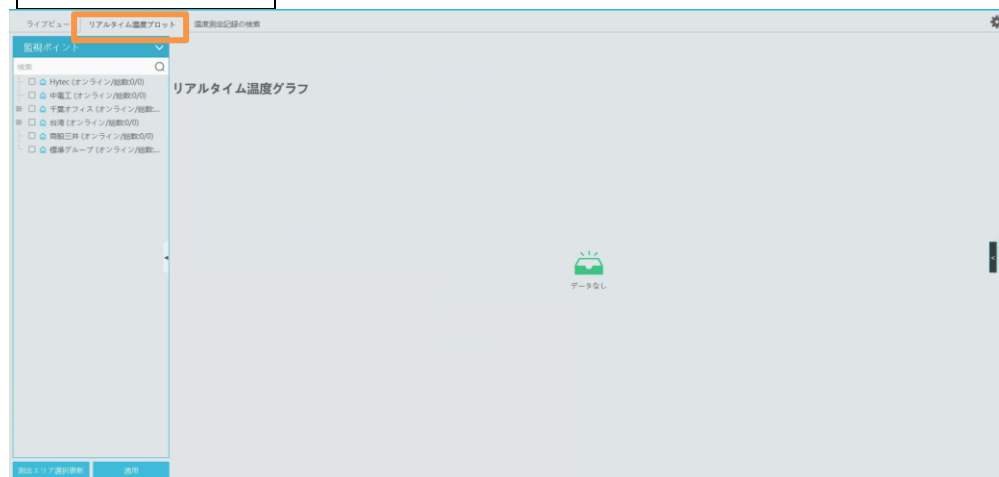 ライブビュー リアルタイム温度プロット 温度測定記録の検索
監視ポイント
検索
リアルタイム温度グラフ
Hytec (オンライン/総数:0/0)
中電工 (オンライン/総数:0/0)
千葉オフィス (オンライン/総数:...
台湾 (オンライン/総数:0/0)
商船三井 (オンライン/総数:0/0)
標準グループ (オンライン/総数:...
データなし
測定エリア選択更新 適用